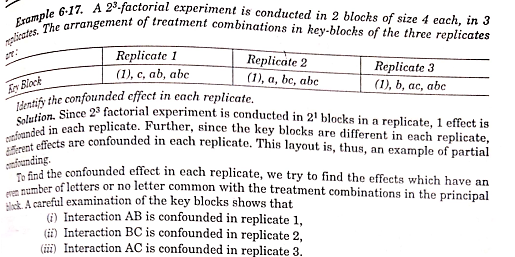 Example 6·17. A 2³-factorial experiment is conducted in 2 blocks of size 4 each, in 3
replicates. The arrangement of treatment combinations in key-blocks of the three replicates
are :
Replicate 1 Replicate 2 Replicate 3
Key Block (1), c, ab, abc (1), a, bc, abc (1), b, ac, abc
Identify the confounded effect in each replicate.
Solution. Since 2³ factorial experiment is conducted in 2¹ blocks in a replicate, 1 effect is
confounded in each replicate. Further, since the key blocks are different in each replicate,
different effects are confounded in each replicate. This layout is, thus, an example of partial
confounding.
To find the confounded effect in each replicate, we try to find the effects which have an
even number of letters or no letter common with the treatment combinations in the principal
block. A careful examination of the key blocks shows that
(i) Interaction AB is confounded in replicate 1,
(ii) Interaction BC is confounded in replicate 2,
(iii) Interaction AC is confounded in replicate 3.